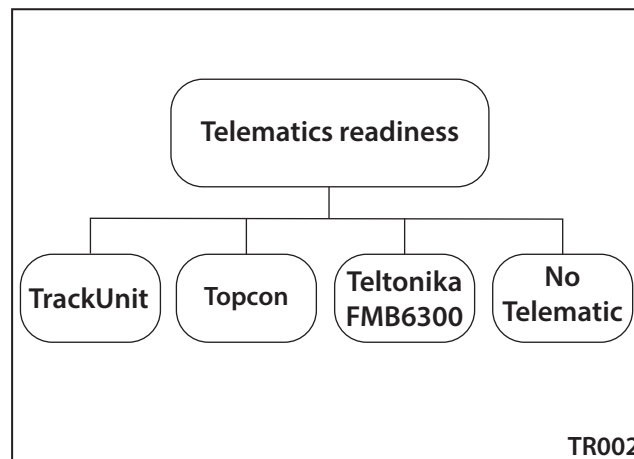 Telematics readiness
TrackUnit
Topcon
Teltonika
FMB6300
No
Telematic
TR002